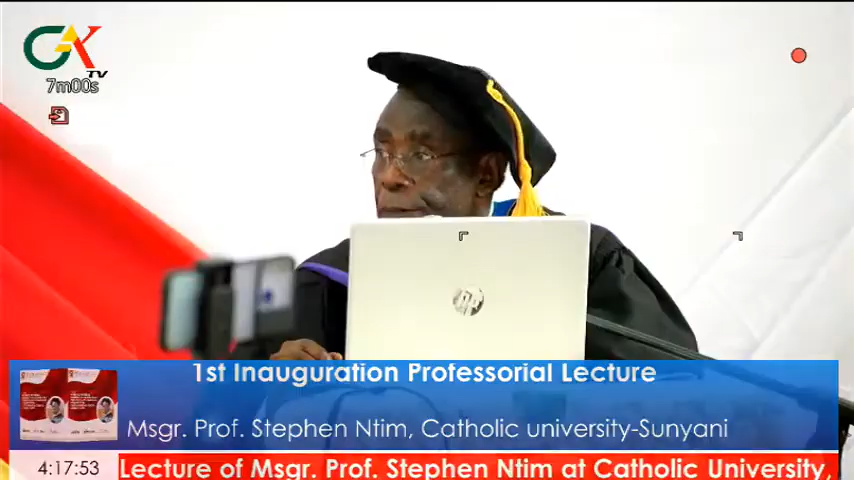 GAK
TV
7m00s
hp
1st Inauguration Professorial Lecture
Msgr. Prof. Stephen Ntim, Catholic university-Sunyani
4:17:53
Lecture of Msgr. Prof. Stephen Ntim at Catholic University,